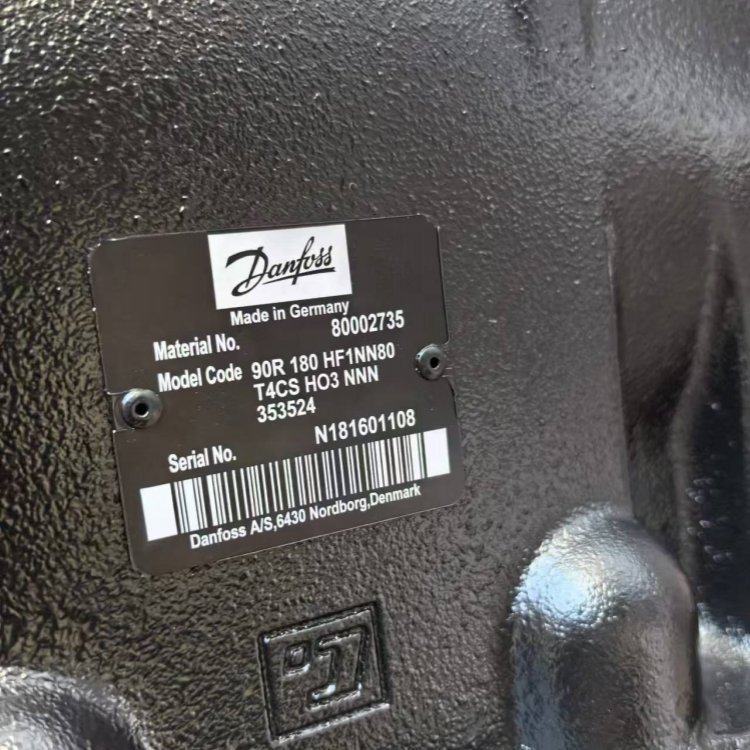 Danfoss
Made in Germany
Material No. 80002735
Model Code 90R 180 HF1NN80
T4CS HO3 NNN
353524
Serial No. N181601108
Danfoss A/S,6430 Nordborg,Denmark